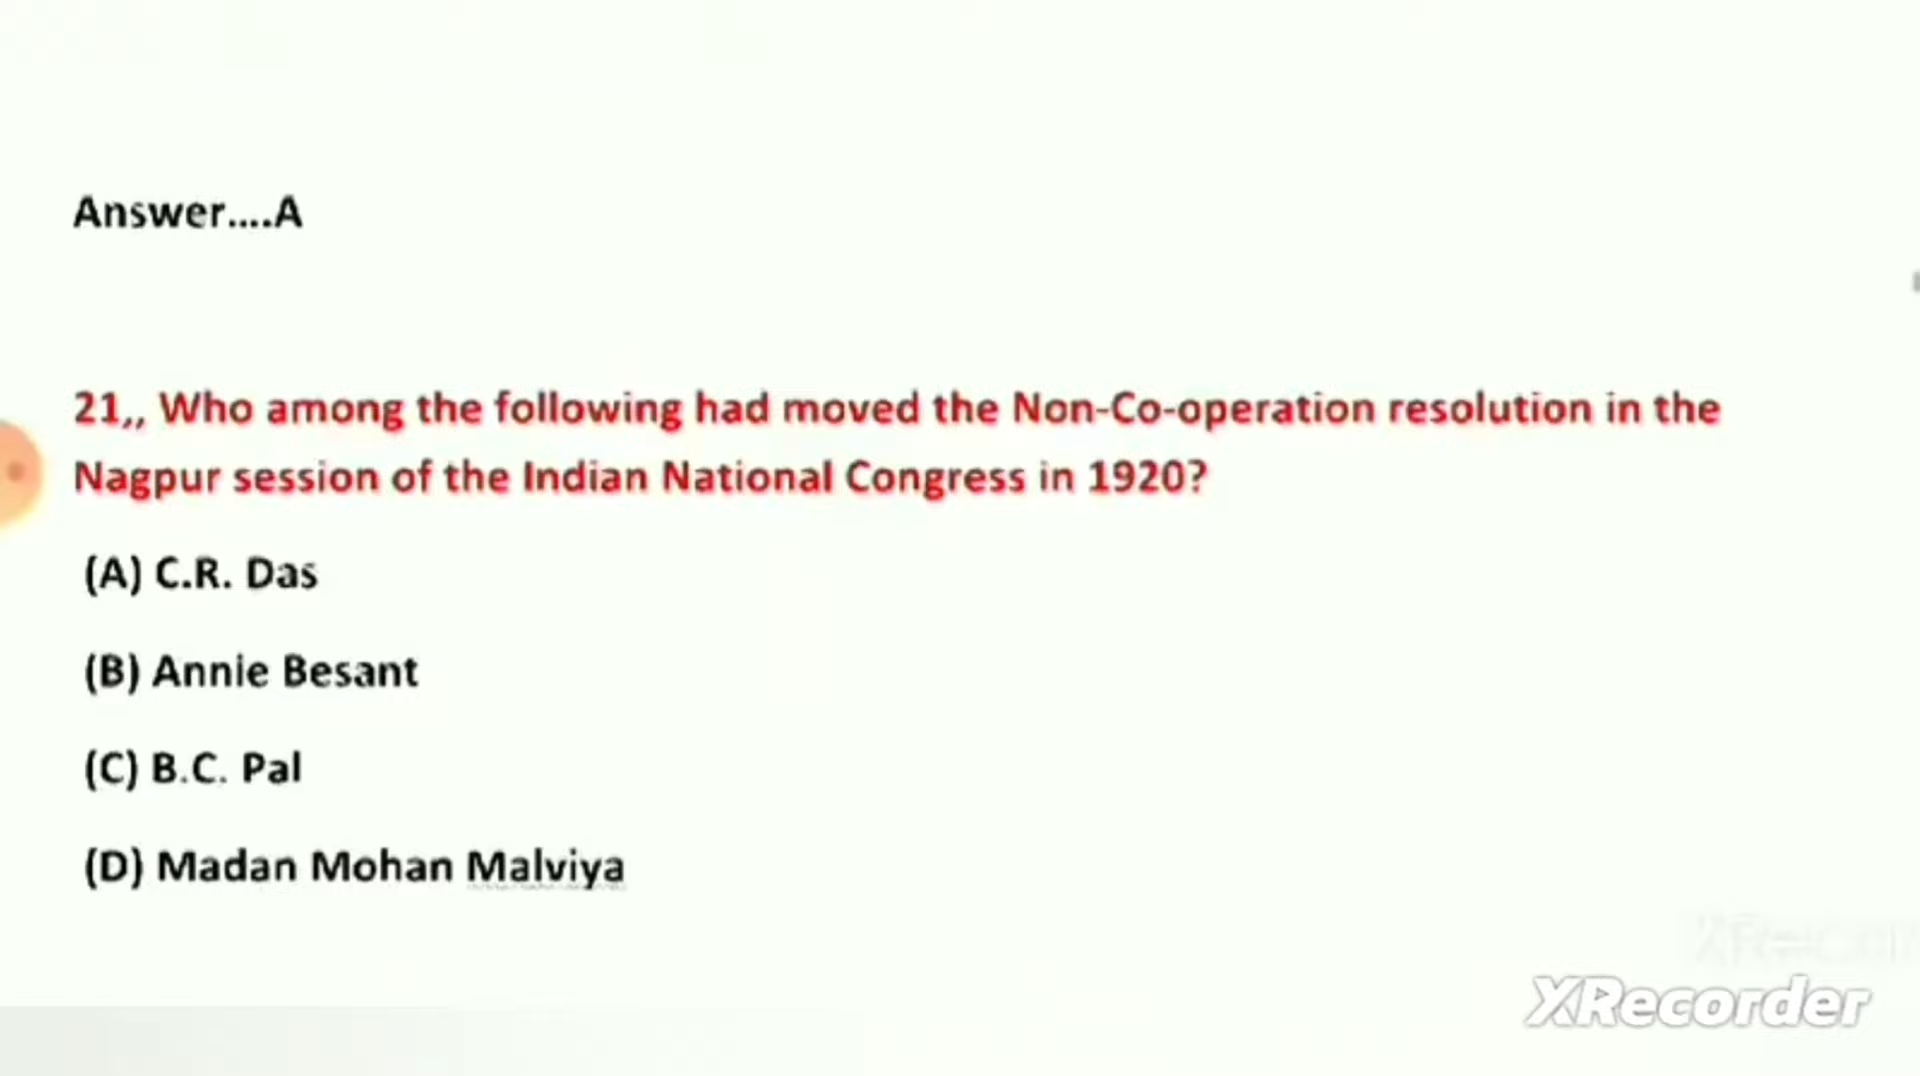 Answer....A
21,, Who among the following had moved the Non-Co-operation resolution in the
Nagpur session of the Indian National Congress in 1920?
(A) C.R. Das
(B) Annie Besant
(C) B.C. Pal
(D) Madan Mohan Malviya
XRecorder